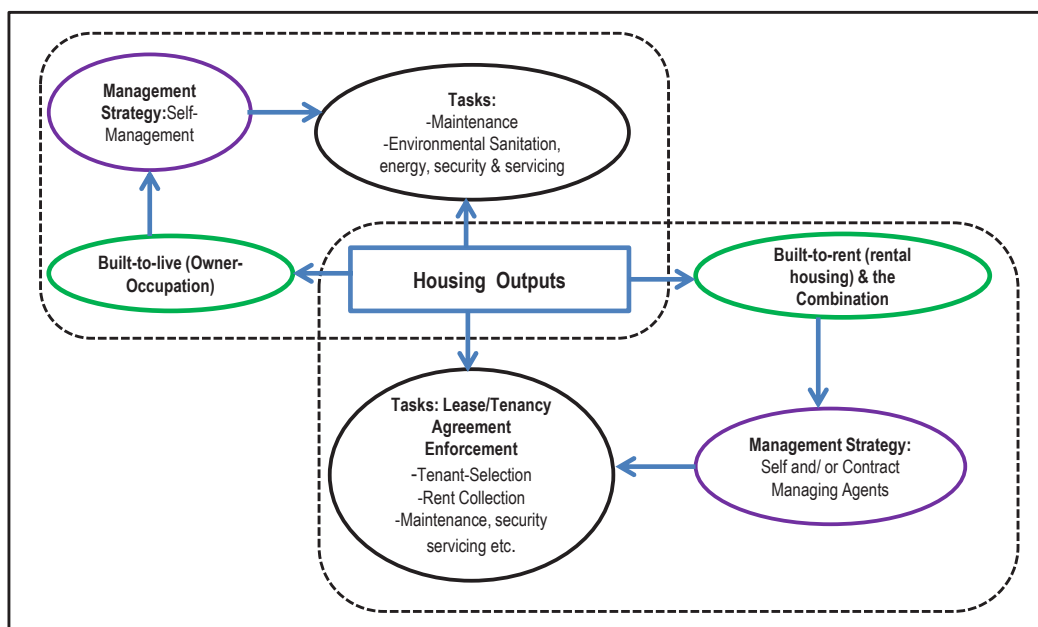 Management
Strategy:Self-
Management
Tasks:
-Maintenance
-Environmental Sanitation,
energy, security & servicing
Built-to-live (Owner-
Occupation)
Housing Outputs
Built-to-rent (rental
housing) & the
Combination
Tasks: Lease/Tenancy
Agreement
Enforcement
-Tenant-Selection
-Rent Collection
-Maintenance, security
servicing etc.
Management Strategy:
Self and/ or Contract
Managing Agents